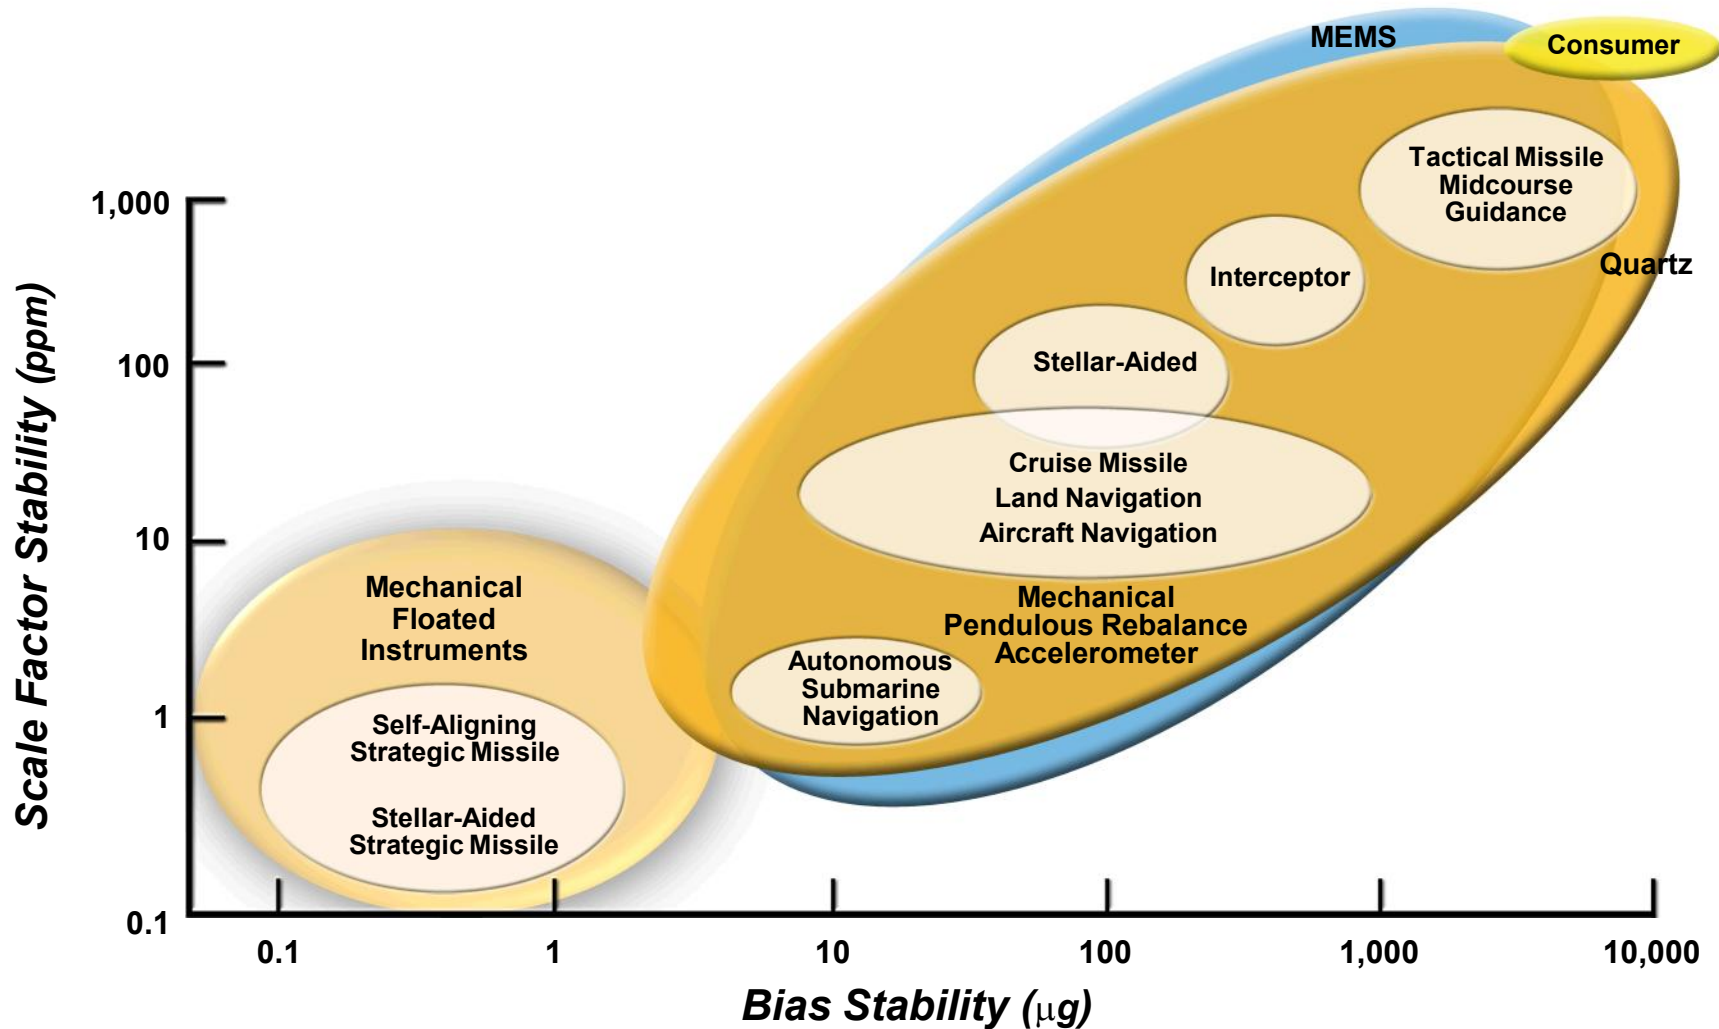 MEMS
Consumer
Tactical Missile
Midcourse
Guidance
1,000
Quartz
Interceptor
Stellar-Aided
100
Scale Factor Stability (ppm)
Cruise Missile
Land Navigation
Aircraft Navigation
10
Mechanical
Floated
Instruments
Mechanical
Pendulous Rebalance
Accelerometer
Autonomous
Submarine
Navigation
1
Self-Aligning
Strategic Missile
Stellar-Aided
Strategic Missile
0.1
0.1
1
10
100
1,000
10,000
Bias Stability (μg)